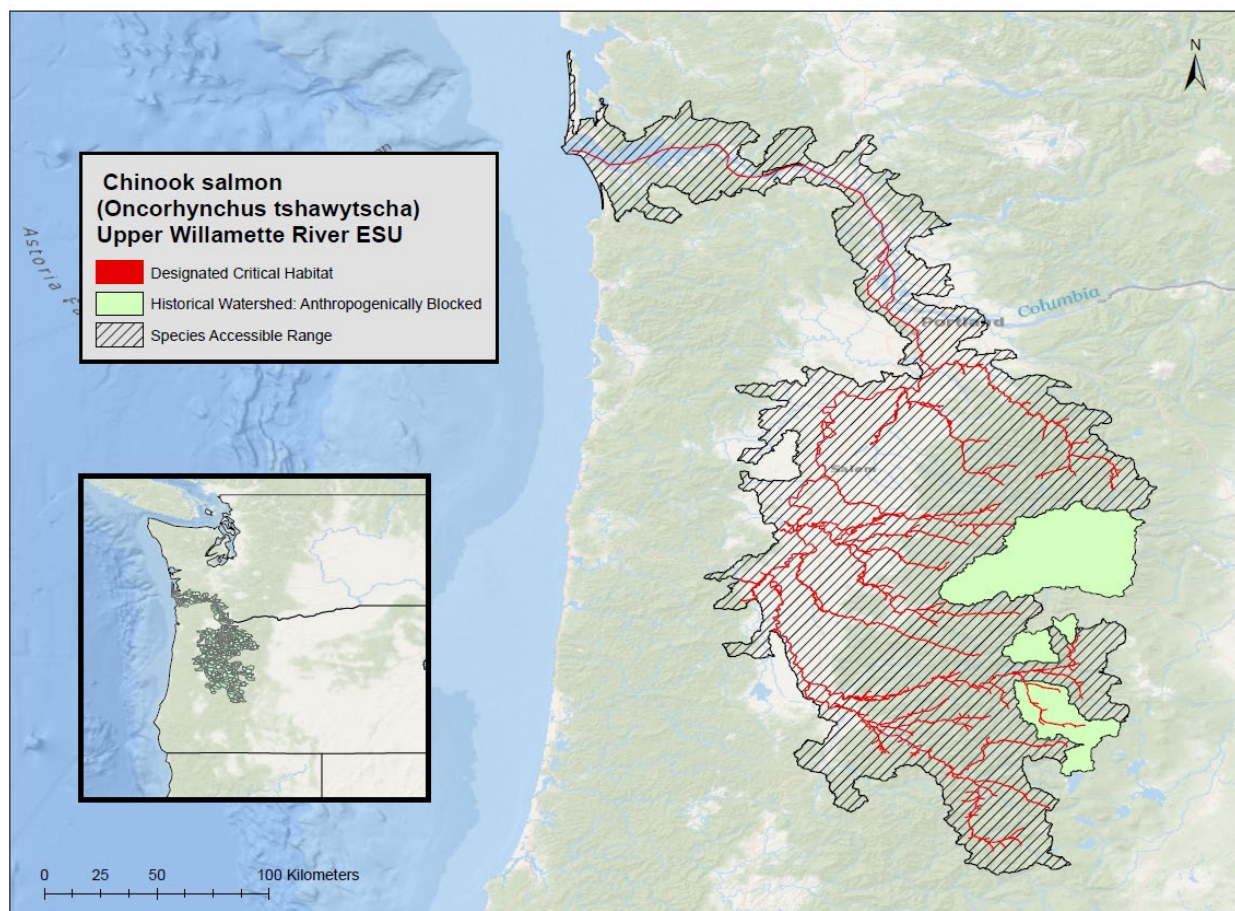 N
Chinook salmon
(Oncorhynchus tshawytscha)
Upper Willamette River ESU
Designated Critical Habitat
Historical Watershed: Anthropogenically Blocked
Species Accessible Range
Astoria
Columbia
Portland
Salem
0 25 50 100 Kilometers